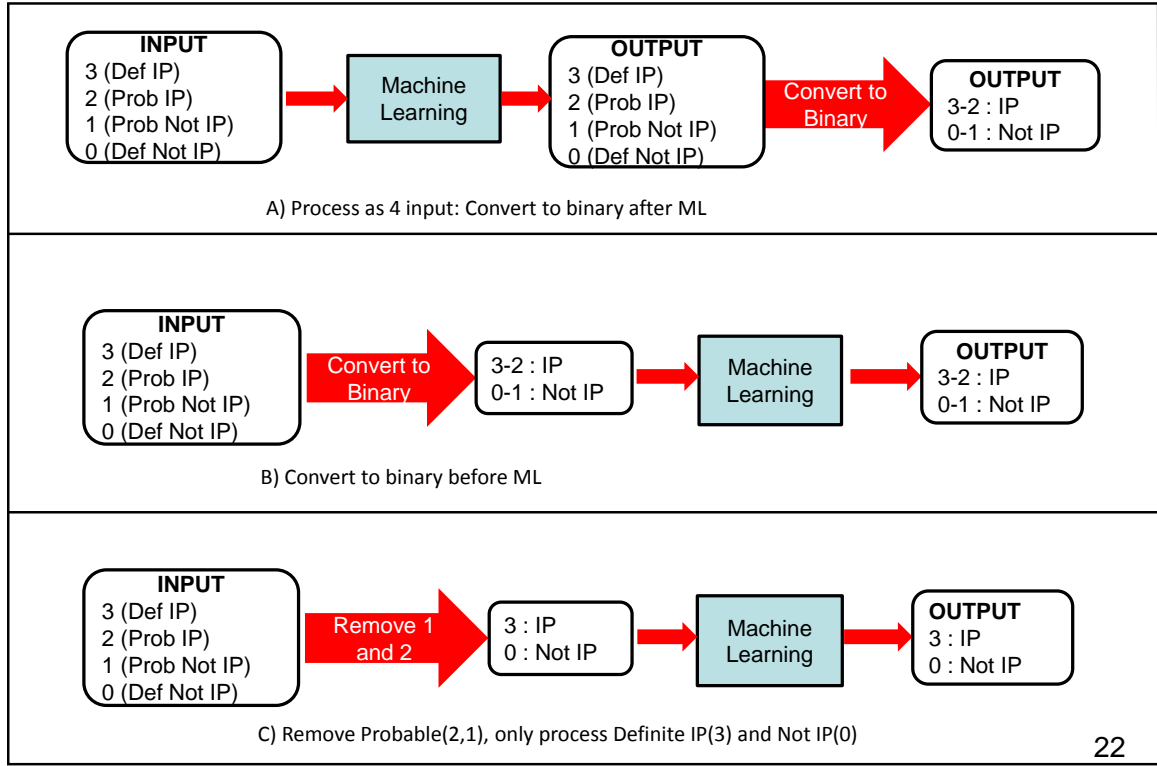 INPUT
3 (Def IP)
2 (Prob IP)
1 (Prob Not IP)
0 (Def Not IP)
Machine
Learning
OUTPUT
3 (Def IP)
2 (Prob IP)
1 (Prob Not IP)
0 (Def Not IP)
Convert to
Binary
OUTPUT
3-2 : IP
0-1 : Not IP
A) Process as 4 input: Convert to binary after ML
INPUT
3 (Def IP)
2 (Prob IP)
1 (Prob Not IP)
0 (Def Not IP)
Convert to
Binary
3-2 : IP
0-1 : Not IP
Machine
Learning
OUTPUT
3-2 : IP
0-1 : Not IP
B) Convert to binary before ML
INPUT
3 (Def IP)
2 (Prob IP)
1 (Prob Not IP)
0 (Def Not IP)
Remove 1
and 2
3 : IP
0 : Not IP
Machine
Learning
OUTPUT
3 : IP
0 : Not IP
C) Remove Probable(2,1), only process Definite IP(3) and Not IP(0)
22